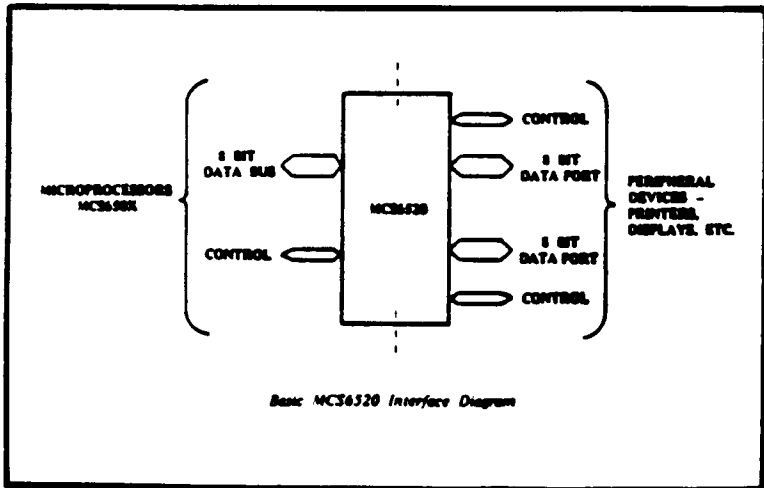 CONTROL
8 BIT
DATA BUS
8 BIT
DATA PORT
MICROPROCESSORS
MCS650X
MCS6520
PERIPHERAL
DEVICES -
PRINTERS,
DISPLAYS, ETC.
CONTROL
8 BIT
DATA PORT
CONTROL
Basic MCS6520 Interface Diagram